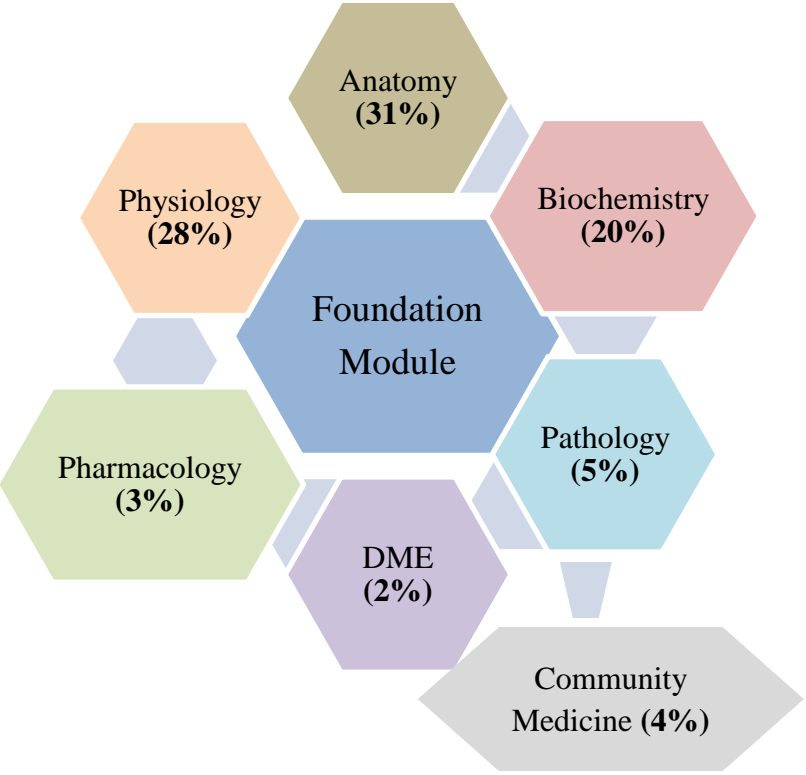 Anatomy
(31%)
Physiology
(28%)
Biochemistry
(20%)
Foundation
Module
Pathology
(5%)
Pharmacology
(3%)
DME
(2%)
Community
Medicine (4%)